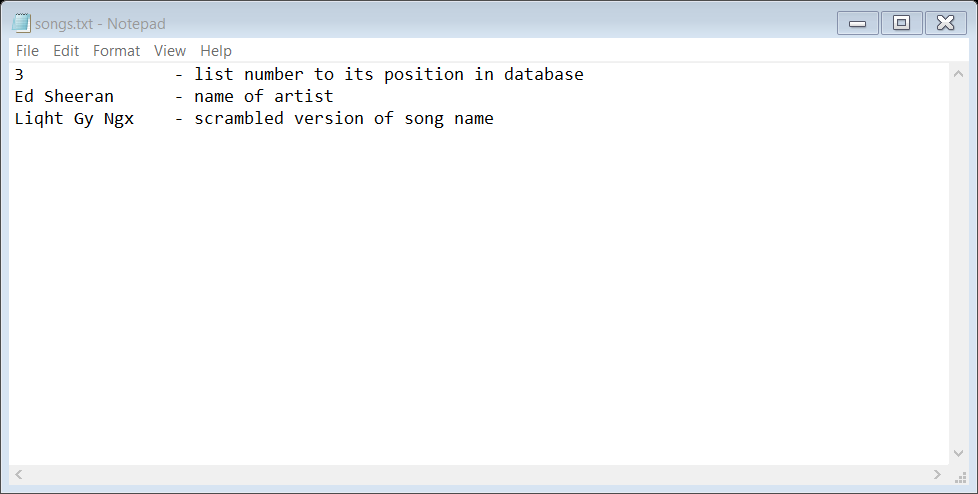 songs.txt - Notepad
File Edit Format View Help
3 - list number to its position in database
Ed Sheeran - name of artist
Liqht Gy Ngx - scrambled version of song name